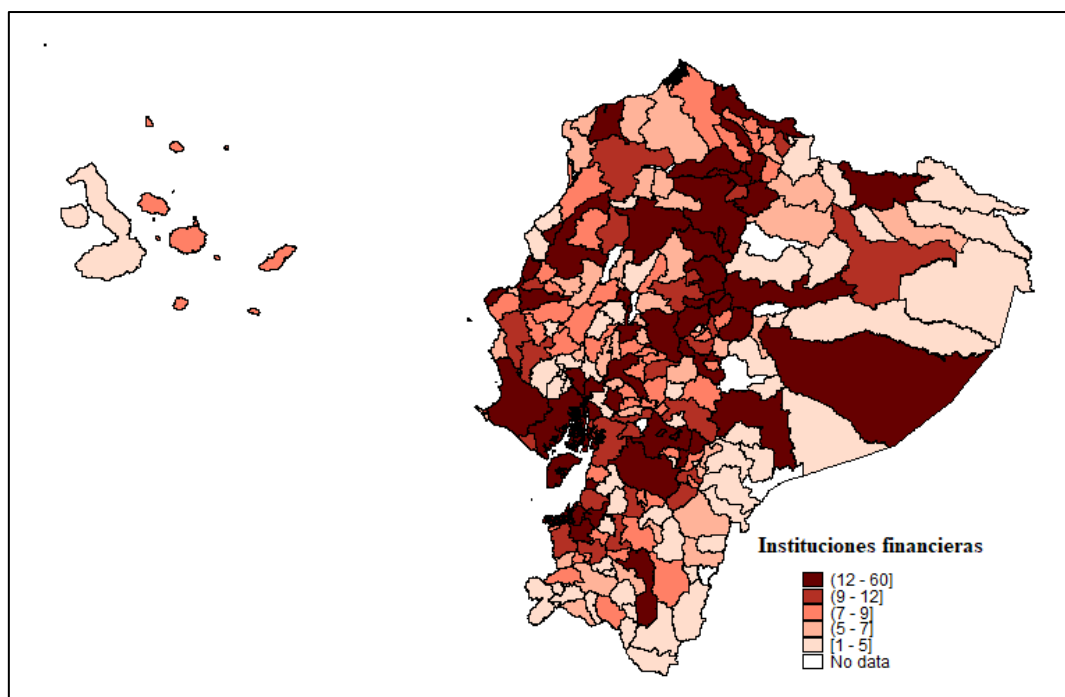 Instituciones financieras
(12 - 60]
(9 - 12]
(7 - 9]
(5 - 7]
[1 - 5]
No data